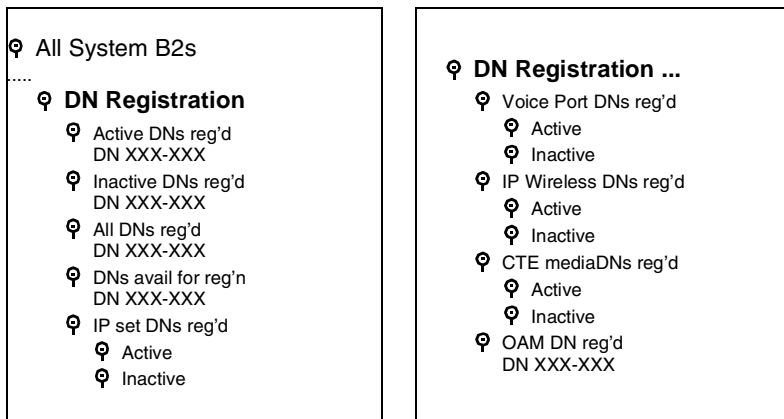 All System B2s
.....
DN Registration
Active DNs reg’d
DN XXX-XXX
Inactive DNs reg’d
DN XXX-XXX
All DNs reg’d
DN XXX-XXX
DNs avail for reg’n
DN XXX-XXX
IP set DNs reg’d
Active
Inactive
DN Registration ...
Voice Port DNs reg’d
Active
Inactive
IP Wireless DNs reg’d
Active
Inactive
CTE mediaDNs reg’d
Active
Inactive
OAM DN reg’d
DN XXX-XXX